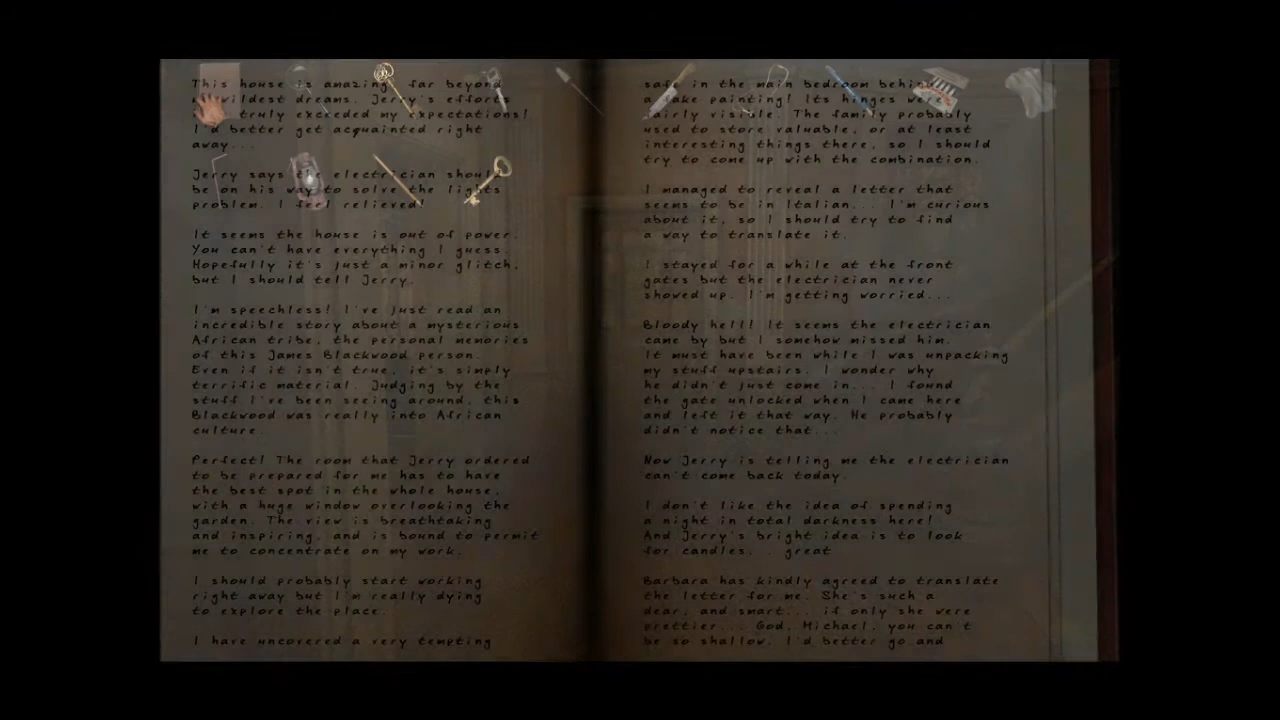 This house is amazing, far beyond
wildest dreams. Jerry's efforts
truly exceded my expectations!
I'd better get acquainted right
away...
Jerry says the electrician should
be on his way to solve the lights
problem. I feel relieved!
It seems the house is out of power.
You can't have everything I guess.
Hopefully it's just a minor glitch,
but I should tell Jerry.
I'm speechless! I've just read an
incredible story about a mysterious
African tribe, the personal memories
of this James Blackwood person.
Even if it isn't true, it's simply
terrific material. Judging by the
stuff I've been seeing around, this
Blackwood was really into African
culture.
Perfect! The room that Jerry ordered
to be prepared for me has to have
the best spot in the whole house,
with a huge window overlooking the
garden. The view is breathtaking
and inspiring, and is bound to permit
me to concentrate on my work.
I should probably start working
right away but I'm really dying
to explore the place.
I have uncovered a very tempting
safe in the main bedroom behind
a fake painting! Its hinges were
fairly visible. The family probably
used to store valuable, or at least
interesting things there, so I should
try to come up with the combination.
I managed to reveal a letter that
seems to be in Italian... I'm curious
about it, so I should try to find
a way to translate it.
I stayed for a while at the front
gates but the electrician never
showed up. I'm getting worried...
Bloody hell! It seems the electrician
came by but I somehow missed him.
It must have been while I was unpacking
my stuff upstairs. I wonder why
he didn't just come in... I found
the gate unlocked when I came here
and left it that way. He probably
didn't notice that...
Now Jerry is telling me the electrician
can't come back today.
I don't like the idea of spending
a night in total darkness here!
And Jerry's bright idea is to look
for candles... great
Barbara has kindly agreed to translate
the letter for me. She's such a
dear, and smart... if only she were
prettier... God, Michael, you can't
be so shallow. I'd better go and